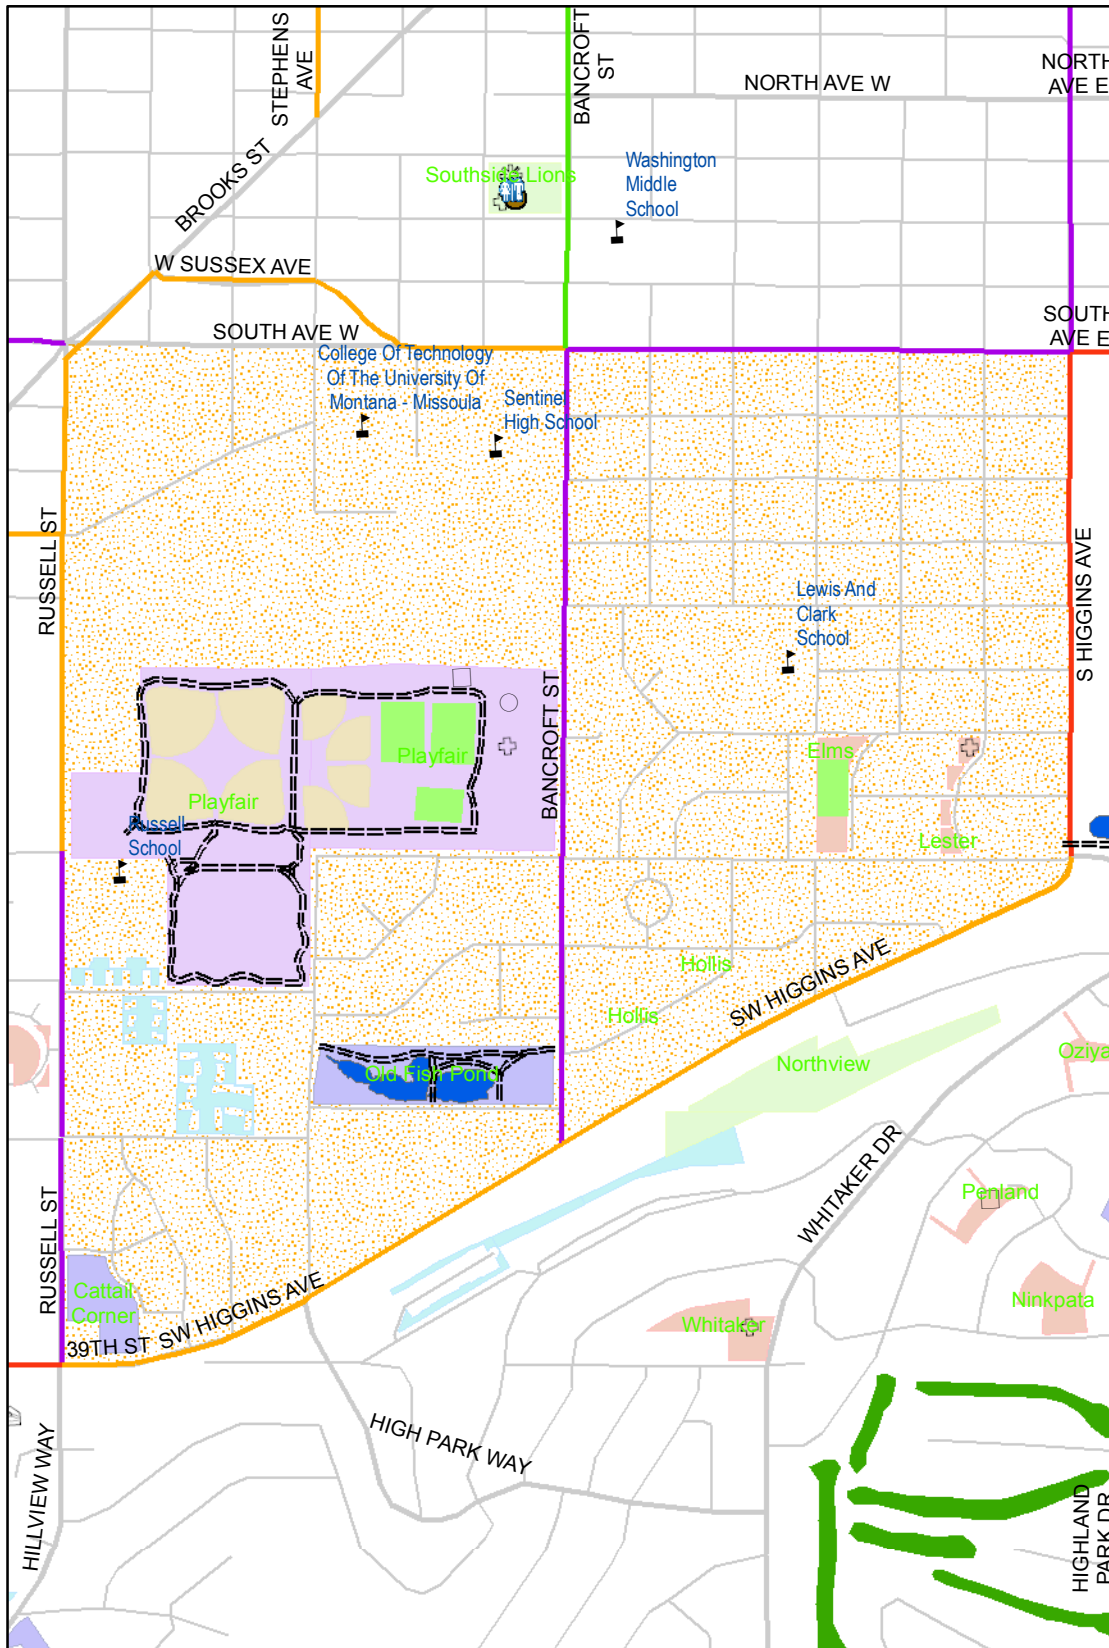 STEPHENS
AVE
BANCROFT
ST
NORTH AVE W
NORTH
AVE E
BROOKS ST
Southside Lions
Washington
Middle
School
W SUSSEX AVE
SOUTH AVE W
SOUTH
AVE E
College Of Technology
Of The University Of
Montana - Missoula
Sentinel
High School
RUSSELL ST
S HIGGINS AVE
Lewis And
Clark
School
BANCROFT ST
Playfair
Elms
Playfair
Russell
School
Lester
Hollis
SW HIGGINS AVE
Hollis
Old Fish Pond
Northview
Oziya
WHITAKER DR
Penland
RUSSELL ST
Cattail
Corner
Ninkpata
Whitaker
39TH ST
SW HIGGINS AVE
HIGH PARK WAY
HILLVIEW WAY
HIGHLAND
PARK DR